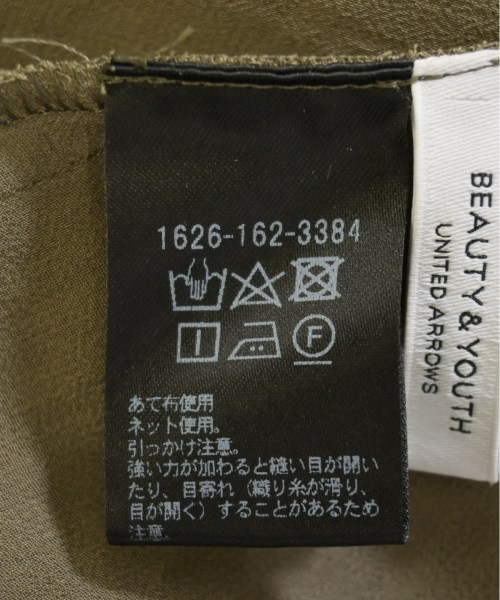 1626-162-3384
F
あて布使用
ネット使用。
引っかけ注意。
強い力が加わると縫い目が開い
たり、目寄れ（織り糸が滑り、
目が開く）することがあるため
注意。
BEAUTY & YOUTH
UNITED ARROWS